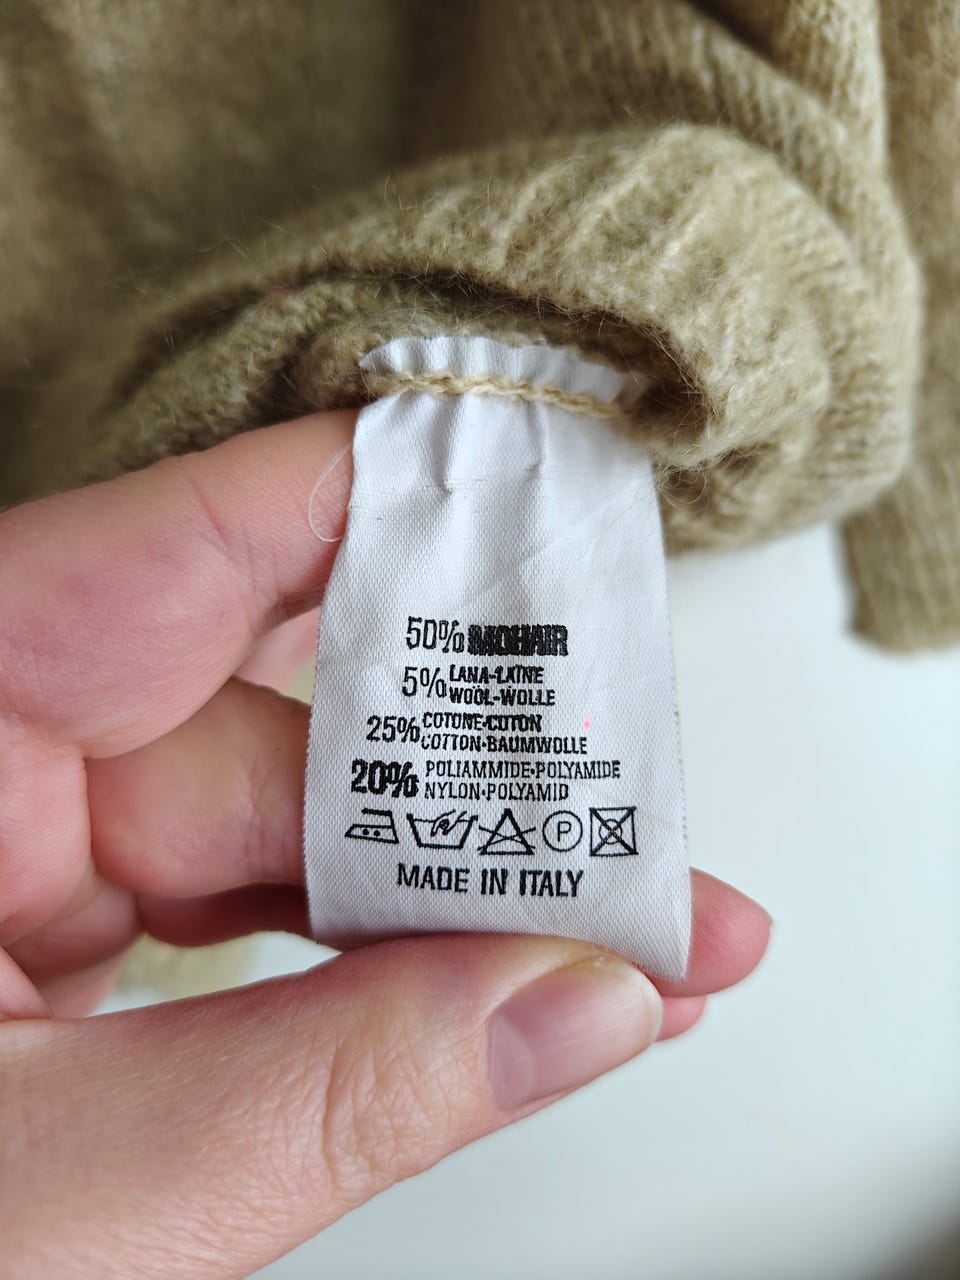 50% MOHAIR
5% LANA-LAINE
WOOL-WOLLE
25% COTONE-COTON
COTTON-BAUMWOLLE
20% POLIAMMIDE-POLYAMIDE
NYLON-POLYAMID
P
MADE IN ITALY